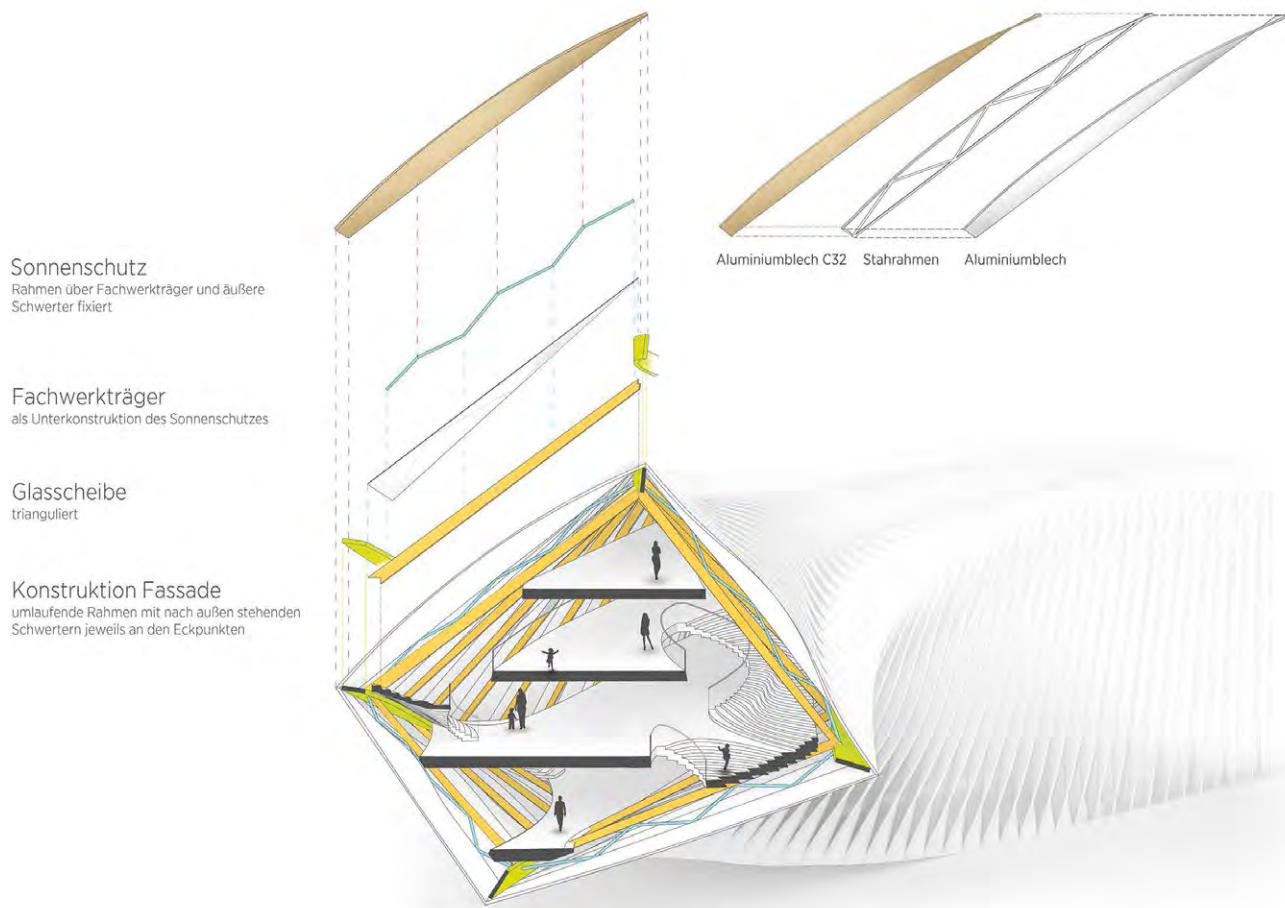 Aluminiumblech C32
Stahrahmen
Aluminiumblech
Sonnenschutz
Rahmen über Fachwerkträger und äußere
Schwerter fixiert
Fachwerkträger
als Unterkonstruktion des Sonnenschutzes
Glasscheibe
trianguliert
Konstruktion Fassade
umlaufende Rahmen mit nach außen stehenden
Schwertern jeweils an den Eckpunkten